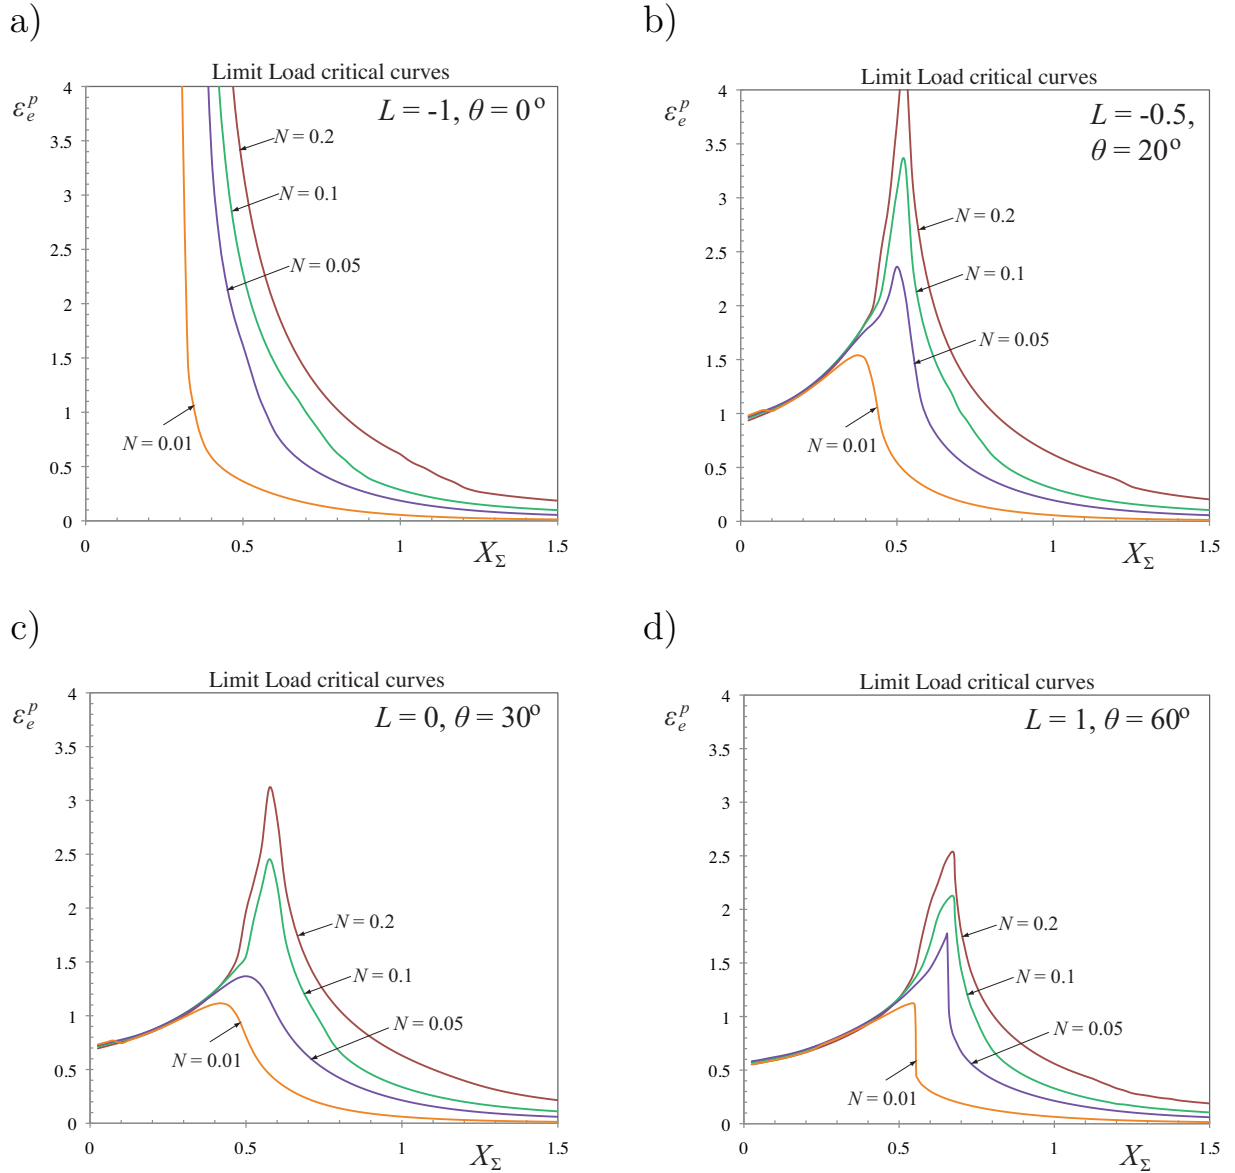 a)
Limit Load critical curves
ε_e^p
L = -1, θ = 0°
4
3.5
3
2.5
2
1.5
1
0.5
0
N = 0.2
N = 0.1
N = 0.05
N = 0.01
0 0.5 1 1.5
X_Σ
b)
Limit Load critical curves
ε_e^p
L = -0.5,
θ = 20°
4
3.5
3
2.5
2
1.5
1
0.5
0
N = 0.2
N = 0.1
N = 0.05
N = 0.01
0 0.5 1 1.5
X_Σ
c)
Limit Load critical curves
ε_e^p
L = 0, θ = 30°
4
3.5
3
2.5
2
1.5
1
0.5
0
N = 0.2
N = 0.1
N = 0.05
N = 0.01
0 0.5 1 1.5
X_Σ
d)
Limit Load critical curves
ε_e^p
L = 1, θ = 60°
4
3.5
3
2.5
2
1.5
1
0.5
0
N = 0.2
N = 0.1
N = 0.05
N = 0.01
0 0.5 1 1.5
X_Σ